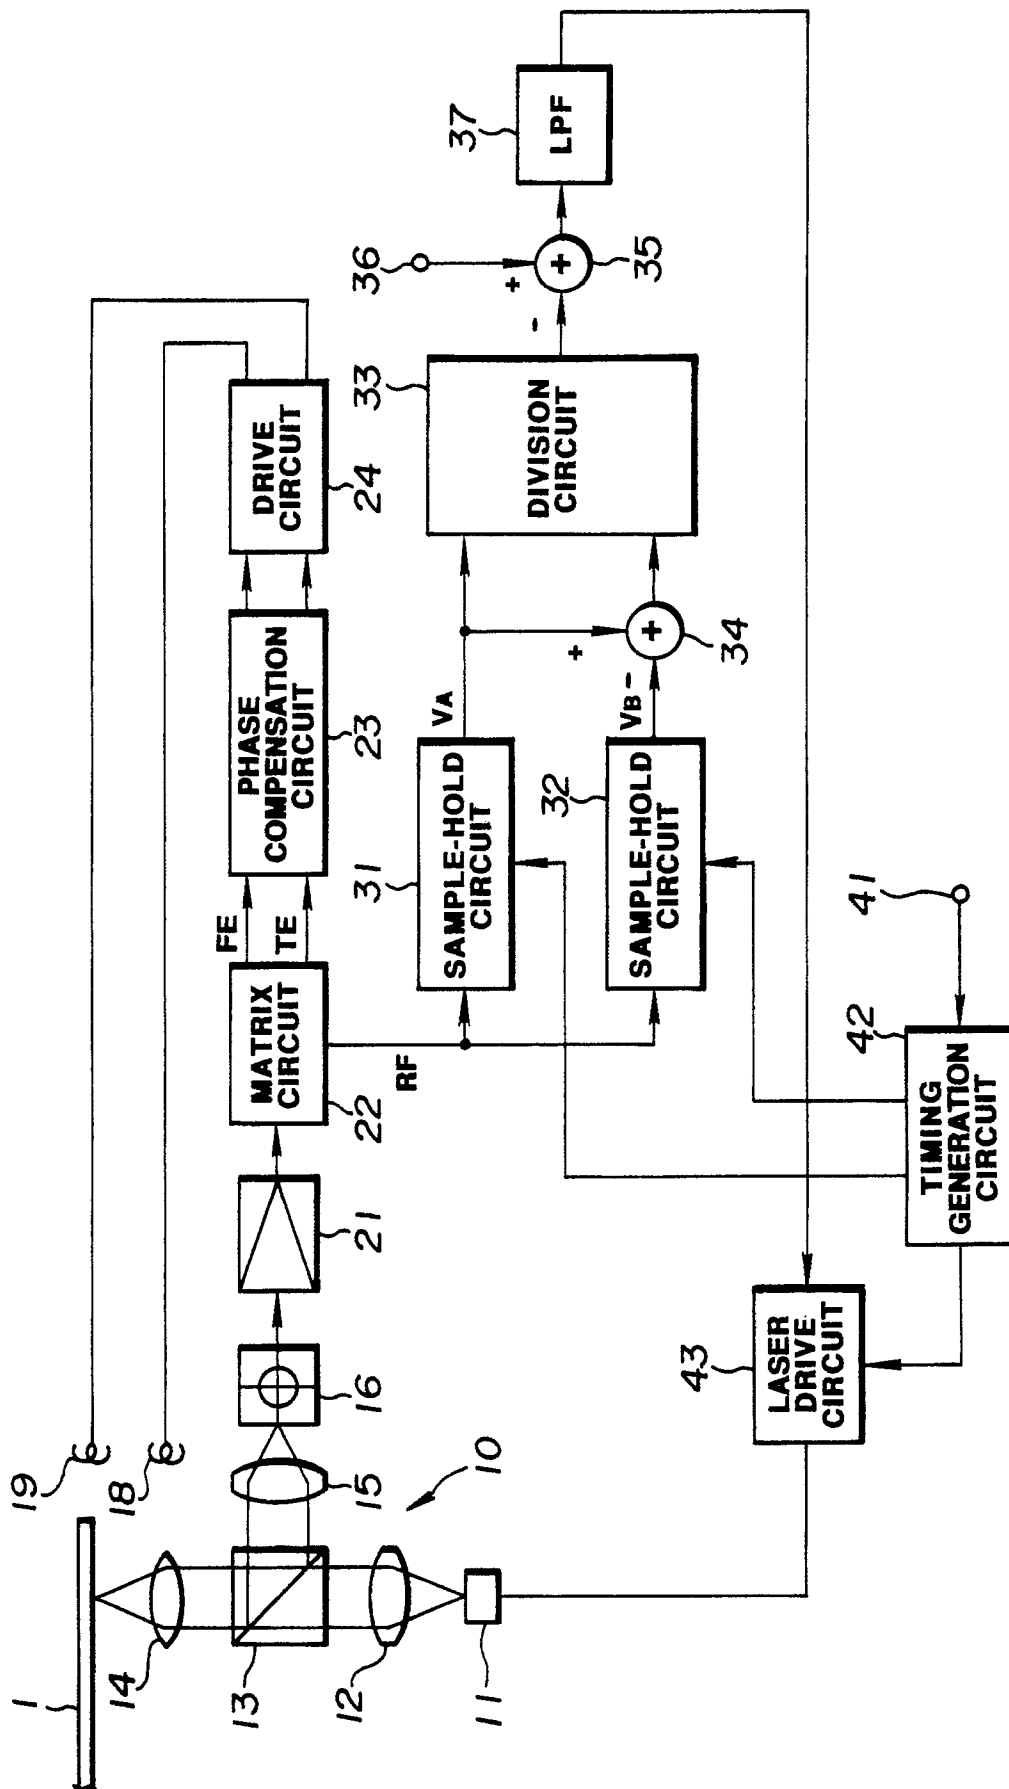 19
18
1
14
13
12
11
15
10
16
21
MATRIX
CIRCUIT
22
FE
TE
RF
PHASE
COMPENSATION
CIRCUIT
23
DRIVE
CIRCUIT
24
31
SAMPLE-HOLD
CIRCUIT
VA
32
SAMPLE-HOLD
CIRCUIT
VB
-
+
+
34
33
DIVISION
CIRCUIT
-
+
+
36
35
37
LPF
41
42
TIMING
GENERATION
CIRCUIT
43
LASER
DRIVE
CIRCUIT